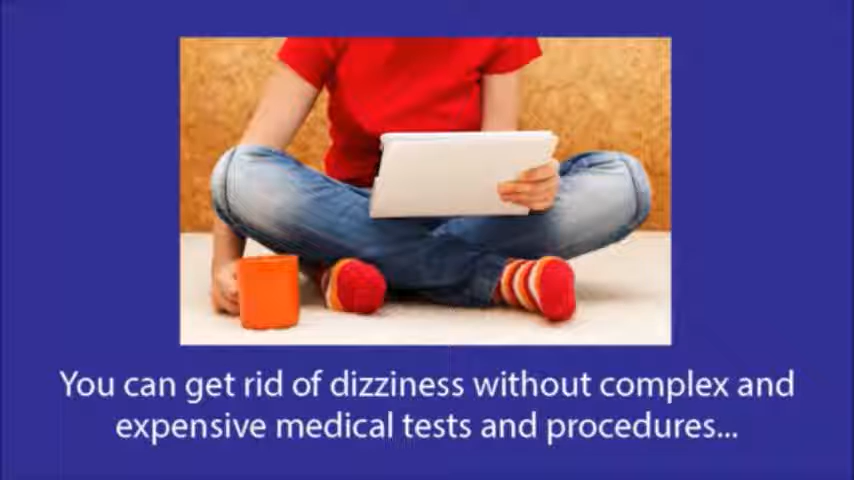 You can get rid of dizziness without complex and
expensive medical tests and procedures...